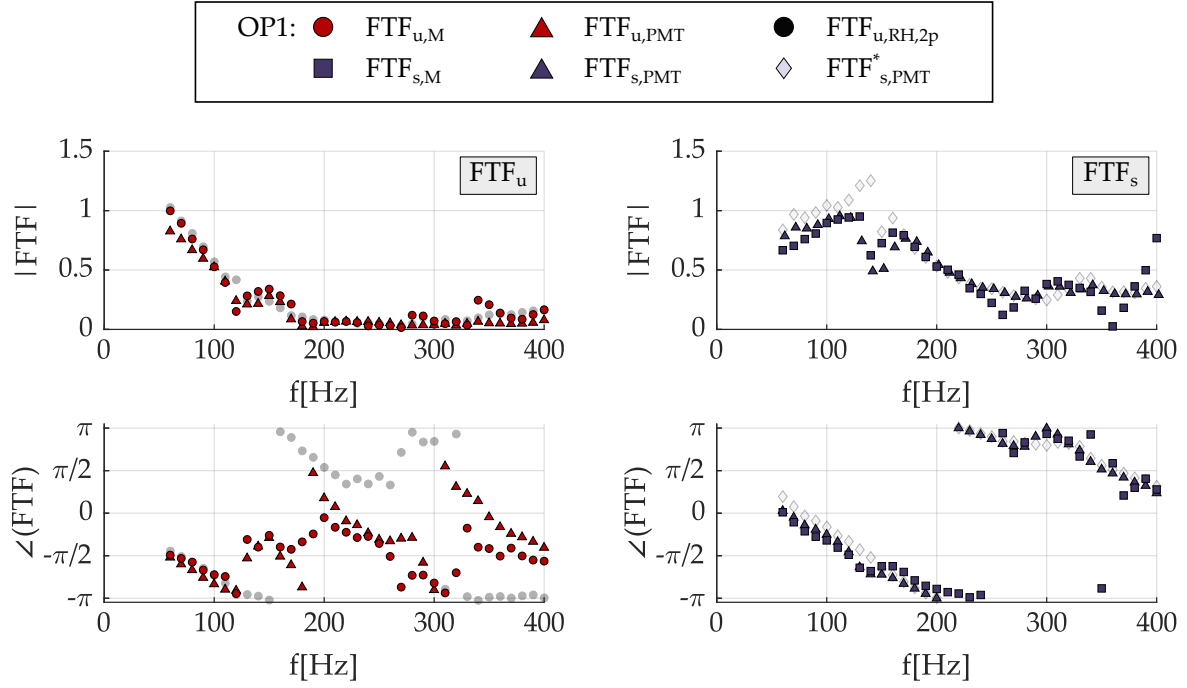 OP1: FTF_u,M FTF_u,PMT FTF_u,RH,2p
FTF_s,M FTF_s,PMT FTF*_s,PMT
1.5
1
0.5
0
|FTF|
FTF_u
0 100 200 300 400
f[Hz]
1.5
1
0.5
0
|FTF|
FTF_s
0 100 200 300 400
f[Hz]
π
π/2
0
-π/2
-π
∠(FTF)
0 100 200 300 400
f[Hz]
π
π/2
0
-π/2
-π
∠(FTF)
0 100 200 300 400
f[Hz]